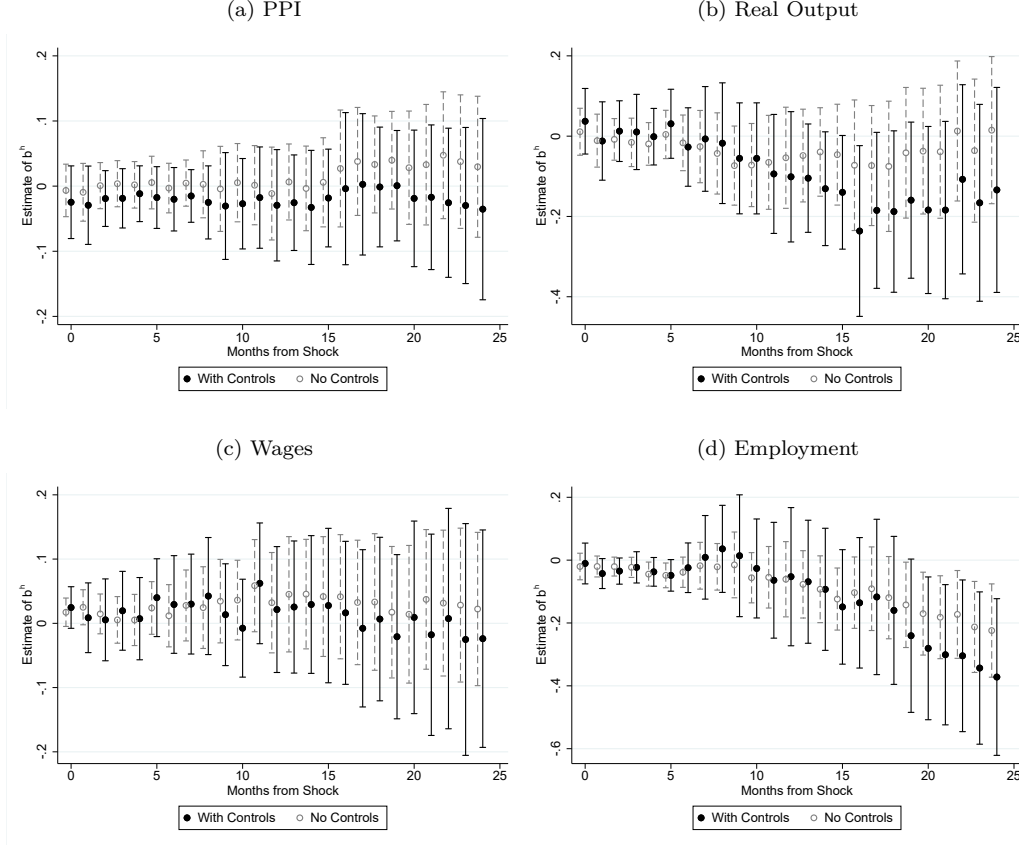 (a) PPI
.2
.1
0
-.1
-.2
Estimate of b^h
0 5 10 15 20 25
Months from Shock
With Controls No Controls
(b) Real Output
.2
0
-.2
-.4
Estimate of b^h
0 5 10 15 20 25
Months from Shock
With Controls No Controls
(c) Wages
.2
.1
0
-.1
-.2
Estimate of b^h
0 5 10 15 20 25
Months from Shock
With Controls No Controls
(d) Employment
.2
0
-.2
-.4
-.6
Estimate of b^h
0 5 10 15 20 25
Months from Shock
With Controls No Controls